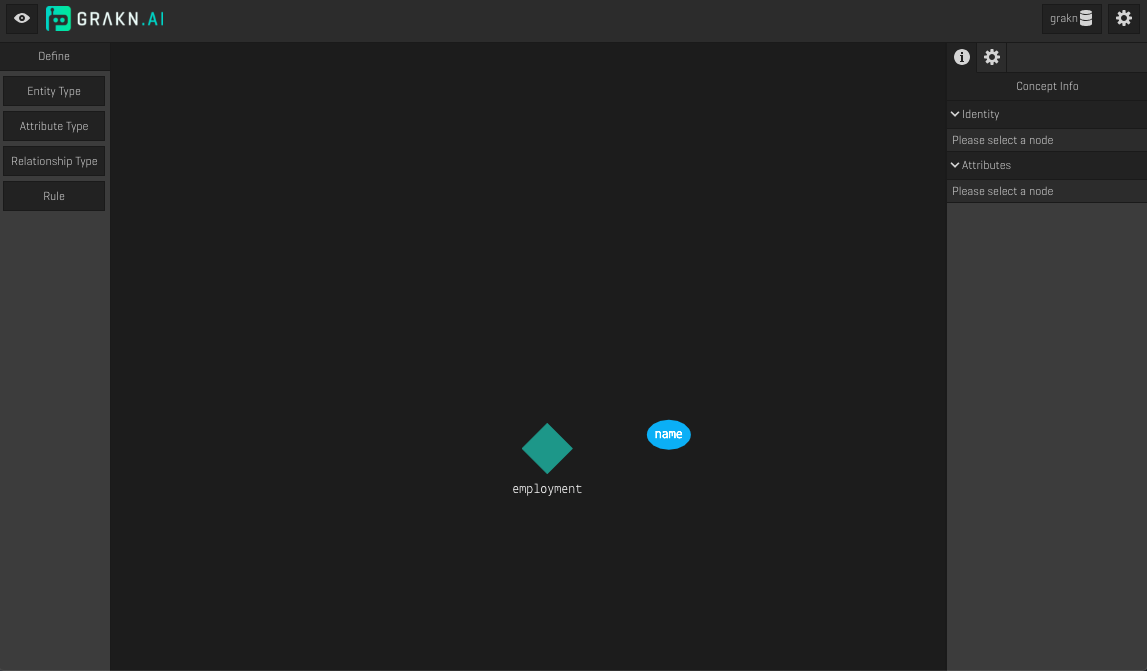 GRAKN.AI
grakn
Define
Entity Type
Attribute Type
Relationship Type
Rule
name
employment
Concept Info
Identity
Please select a node
Attributes
Please select a node